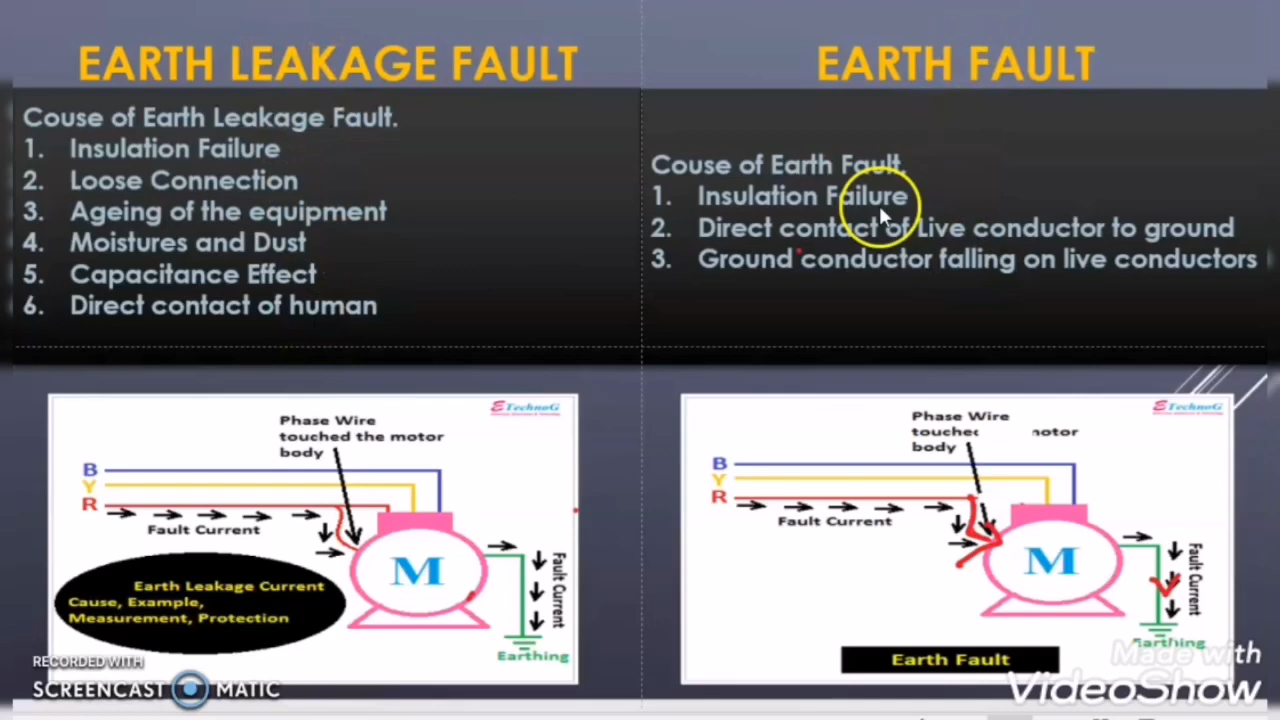 EARTH LEAKAGE FAULT
Couse of Earth Leakage Fault.
1. Insulation Failure
2. Loose Connection
3. Ageing of the equipment
4. Moistures and Dust
5. Capacitance Effect
6. Direct contact of human
EARTH FAULT
Couse of Earth Fault.
1. Insulation Failure
2. Direct contact of Live conductor to ground
3. Ground conductor falling on live conductors
ETechnoG
Phase Wire
touched the motor
body
B
Y
R
Fault Current
M
Fault Current
Earthing
Earth Leakage Current
Cause, Example,
Measurement, Protection
RECORDED WITH
SCREENCAST MATIC
ETechnoG
Phase Wire
body
B
Y
R
Fault Current
M
Fault Current
Earthing
Earth Fault
Made with
VideoShow